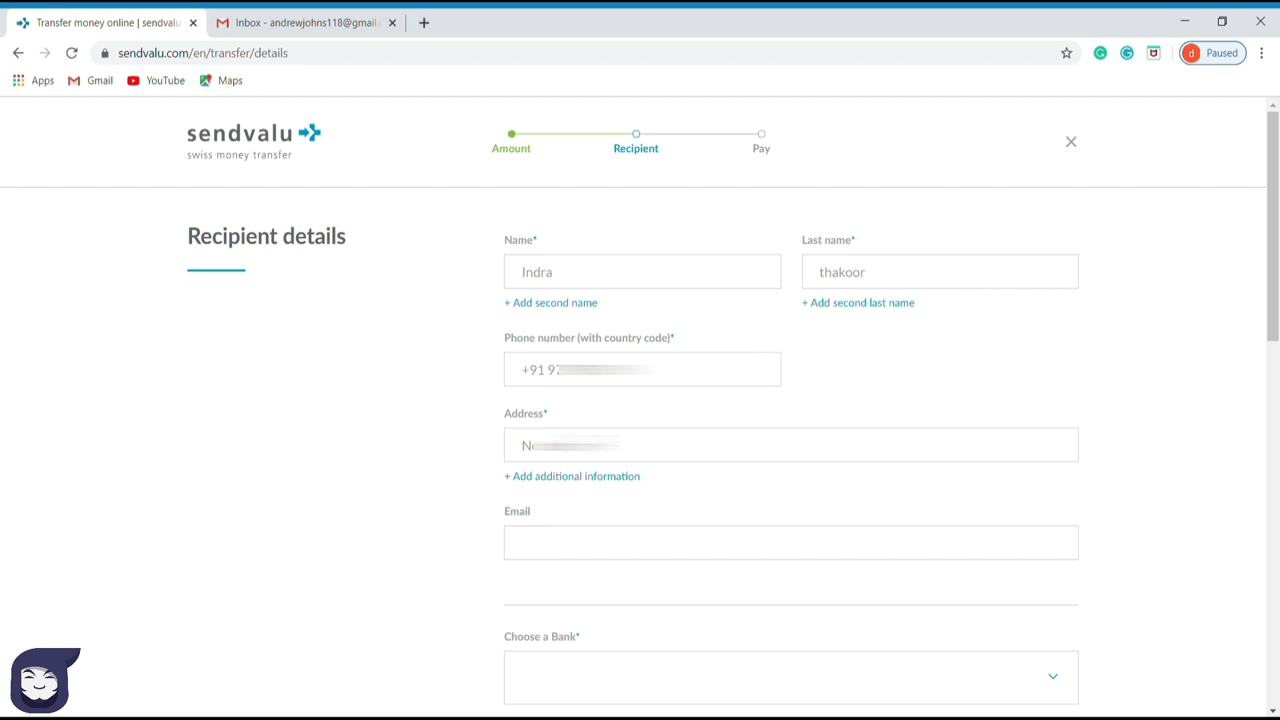 Transfer money online | sendvalu
Inbox - andrewjohns118@gmail.
sendvalu.com/en/transfer/details
d Paused
Apps Gmail YouTube Maps
sendvalu
swiss money transfer
Amount Recipient Pay
Recipient details
Name* Last name*
Indra thakoor
+ Add second name + Add second last name
Phone number (with country code)*
+91 97
Address*
+ Add additional information
Email
Choose a Bank*